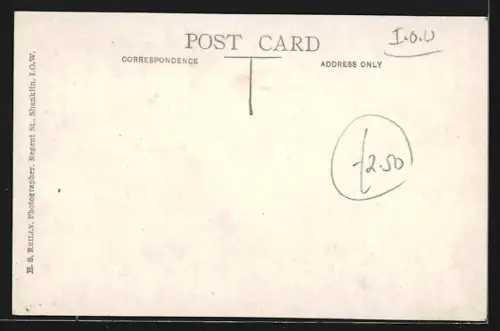 POST CARD
I.O.W
CORRESPONDENCE
ADDRESS ONLY
2.50
H. S. REILLY, Photographer, Regent St., Shanklin, I.O.W.